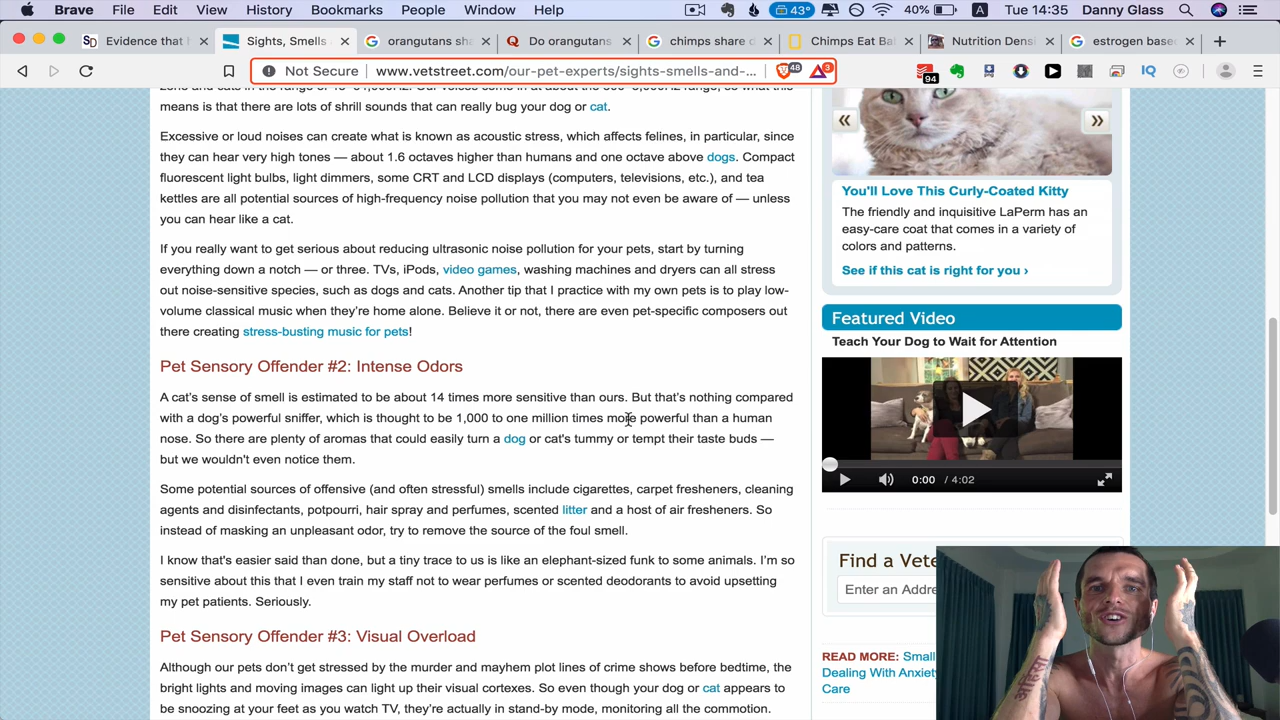 Brave File Edit View History Bookmarks People Window Help 43° 40% A Tue 14:35 Danny Glass
Evidence that h Sights, Smells orangutans sha Do orangutans chimps share d Chimps Eat Bal Nutrition Densi estrogen base
Not Secure www.vetstreet.com/our-pet-experts/sights-smells-and-... 46 3 94 IQ
means is that there are lots of shrill sounds that can really bug your dog or cat.
Excessive or loud noises can create what is known as acoustic stress, which affects felines, in particular, since
they can hear very high tones — about 1.6 octaves higher than humans and one octave above dogs. Compact
fluorescent light bulbs, light dimmers, some CRT and LCD displays (computers, televisions, etc.), and tea
kettles are all potential sources of high-frequency noise pollution that you may not even be aware of — unless
you can hear like a cat.
If you really want to get serious about reducing ultrasonic noise pollution for your pets, start by turning
everything down a notch — or three. TVs, iPods, video games, washing machines and dryers can all stress
out noise-sensitive species, such as dogs and cats. Another tip that I practice with my own pets is to play low-
volume classical music when they're home alone. Believe it or not, there are even pet-specific composers out
there creating stress-busting music for pets!
Pet Sensory Offender #2: Intense Odors
A cat's sense of smell is estimated to be about 14 times more sensitive than ours. But that's nothing compared
with a dog's powerful sniffer, which is thought to be 1,000 to one million times more powerful than a human
nose. So there are plenty of aromas that could easily turn a dog or cat's tummy or tempt their taste buds —
but we wouldn't even notice them.
Some potential sources of offensive (and often stressful) smells include cigarettes, carpet fresheners, cleaning
agents and disinfectants, potpourri, hair spray and perfumes, scented litter and a host of air fresheners. So
instead of masking an unpleasant odor, try to remove the source of the foul smell.
I know that's easier said than done, but a tiny trace to us is like an elephant-sized funk to some animals. I'm so
sensitive about this that I even train my staff not to wear perfumes or scented deodorants to avoid upsetting
my pet patients. Seriously.
Pet Sensory Offender #3: Visual Overload
Although our pets don't get stressed by the murder and mayhem plot lines of crime shows before bedtime, the
bright lights and moving images can light up their visual cortexes. So even though your dog or cat appears to
be snoozing at your feet as you watch TV, they're actually in stand-by mode, monitoring all the commotion.
« »
You'll Love This Curly-Coated Kitty
The friendly and inquisitive LaPerm has an
easy-care coat that comes in a variety of
colors and patterns.
See if this cat is right for you ›
Featured Video
Teach Your Dog to Wait for Attention
0:00 / 4:02
Find a Vete
Enter an Addre
READ MORE: Small
Dealing With Anxiety
Care